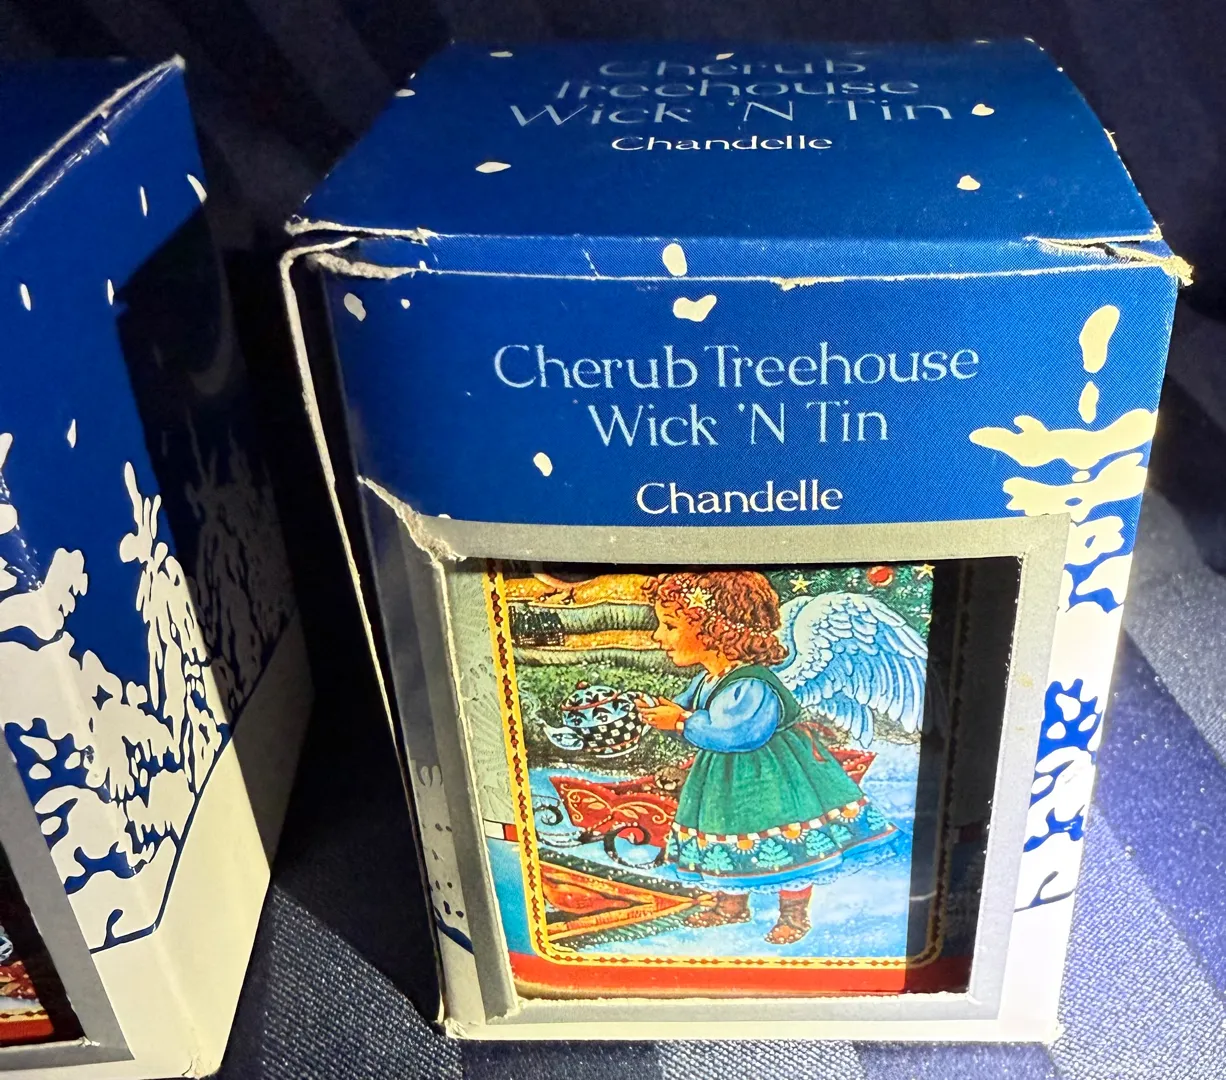 Cherub
Treehouse
Wick 'N Tin
Chandelle
Cherub Treehouse
Wick 'N Tin
Chandelle